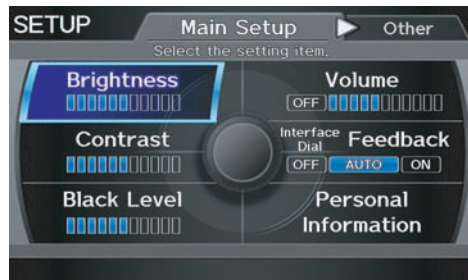 SETUP
Main Setup
Other
Select the setting item.
Brightness
Volume
OFF
Contrast
Interface
Dial
Feedback
OFF
AUTO
ON
Black Level
Personal
Information